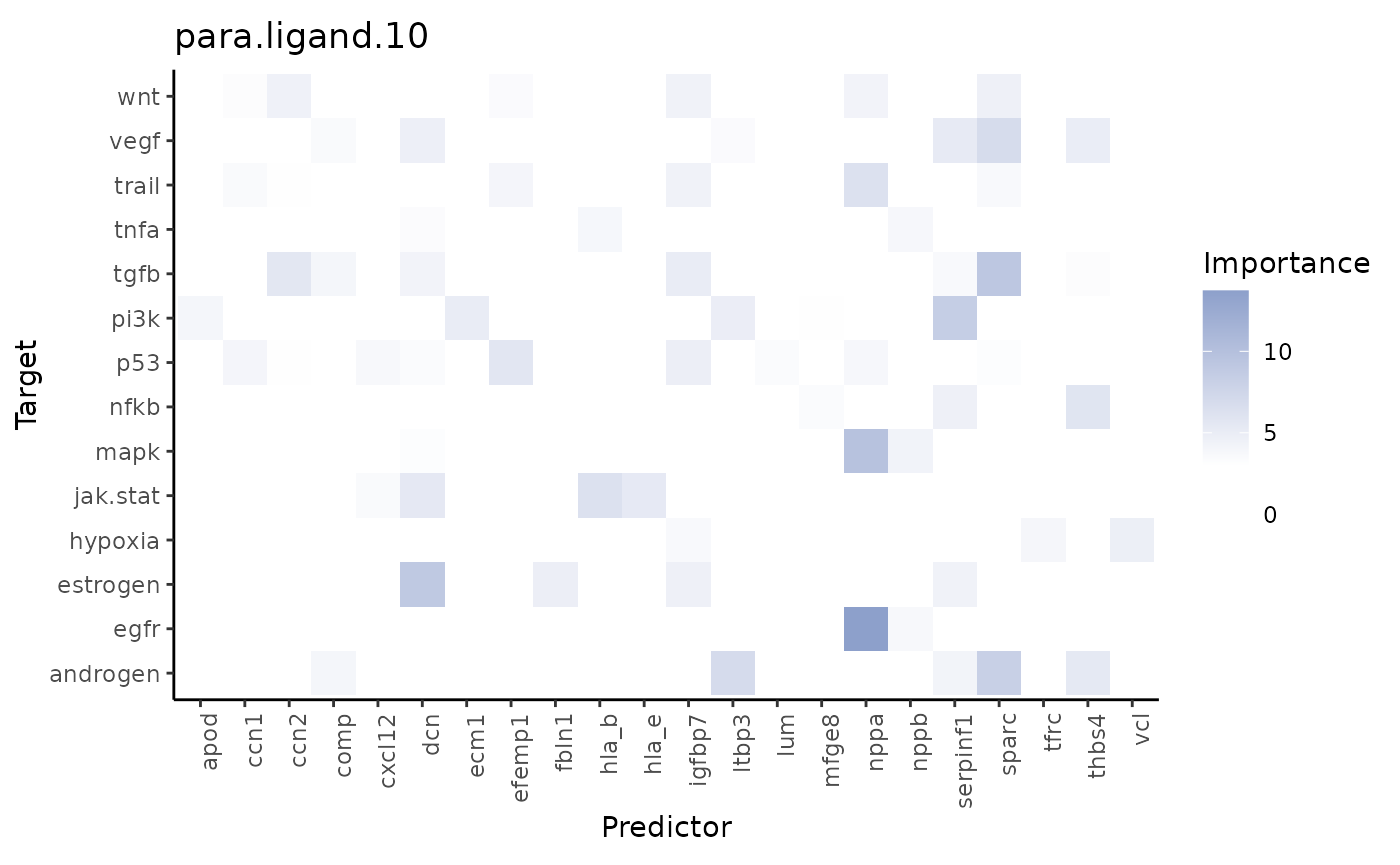 para.ligand.10
wnt
vegf
trail
tnfa
tgfb
pi3k
p53
nfkb
mapk
jak.stat
hypoxia
estrogen
egfr
androgen
Target
apod
ccn1
ccn2
comp
cxcl12
dcn
ecm1
efemp1
fbln1
hla_b
hla_e
igfbp7
ltbp3
lum
mfge8
nppa
nppb
serpinf1
sparc
tfrc
thbs4
vcl
Predictor
Importance
10
5
0